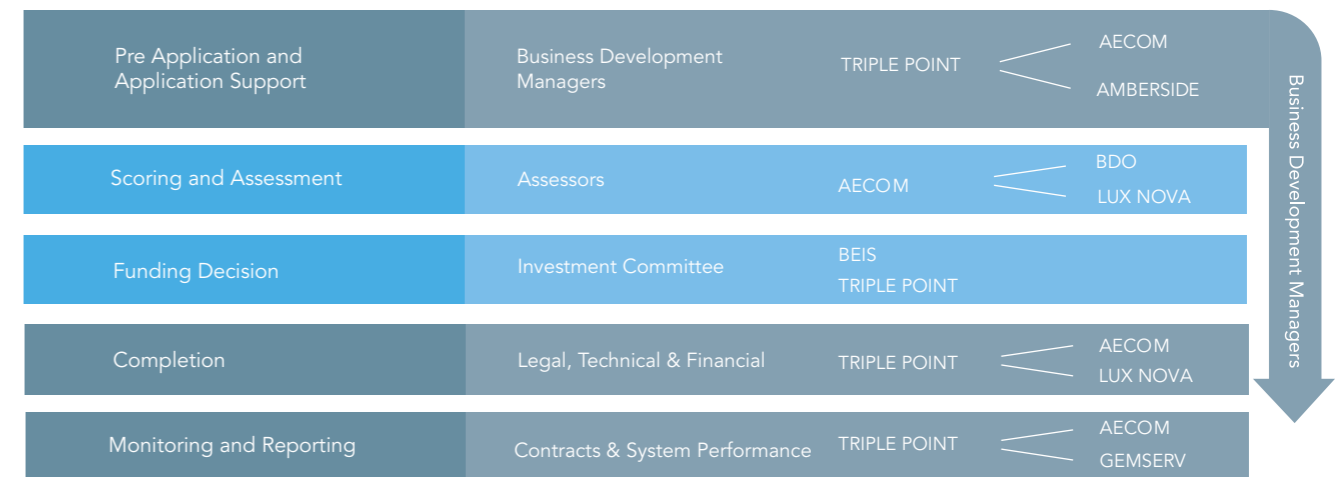 Pre Application and
Application Support
Business Development
Managers
TRIPLE POINT
AECOM
AMBERSIDE
Scoring and Assessment
Assessors
AECOM
BDO
LUX NOVA
Funding Decision
Investment Committee
BEIS
TRIPLE POINT
Completion
Legal, Technical & Financial
TRIPLE POINT
AECOM
LUX NOVA
Monitoring and Reporting
Contracts & System Performance
TRIPLE POINT
AECOM
GEMSERV
Business Development Managers